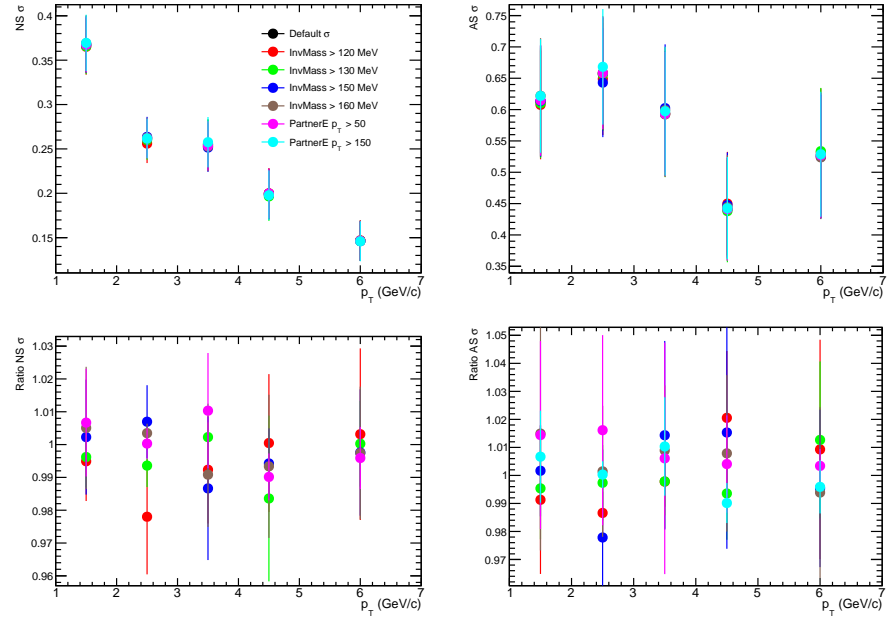 NS σ
0.4
0.35
0.3
0.25
0.2
0.15
1 2 3 4 5 6 7
p_T (GeV/c)
Default σ
InvMass > 120 MeV
InvMass > 130 MeV
InvMass > 150 MeV
InvMass > 160 MeV
PartnerE p_T > 50
PartnerE p_T > 150
AS σ
0.75
0.7
0.65
0.6
0.55
0.5
0.45
0.4
0.35
1 2 3 4 5 6 7
p_T (GeV/c)
Ratio NS σ
1.03
1.02
1.01
1
0.99
0.98
0.97
0.96
1 2 3 4 5 6 7
p_T (GeV/c)
Ratio AS σ
1.05
1.04
1.03
1.02
1.01
1
0.99
0.98
0.97
1 2 3 4 5 6 7
p_T (GeV/c)